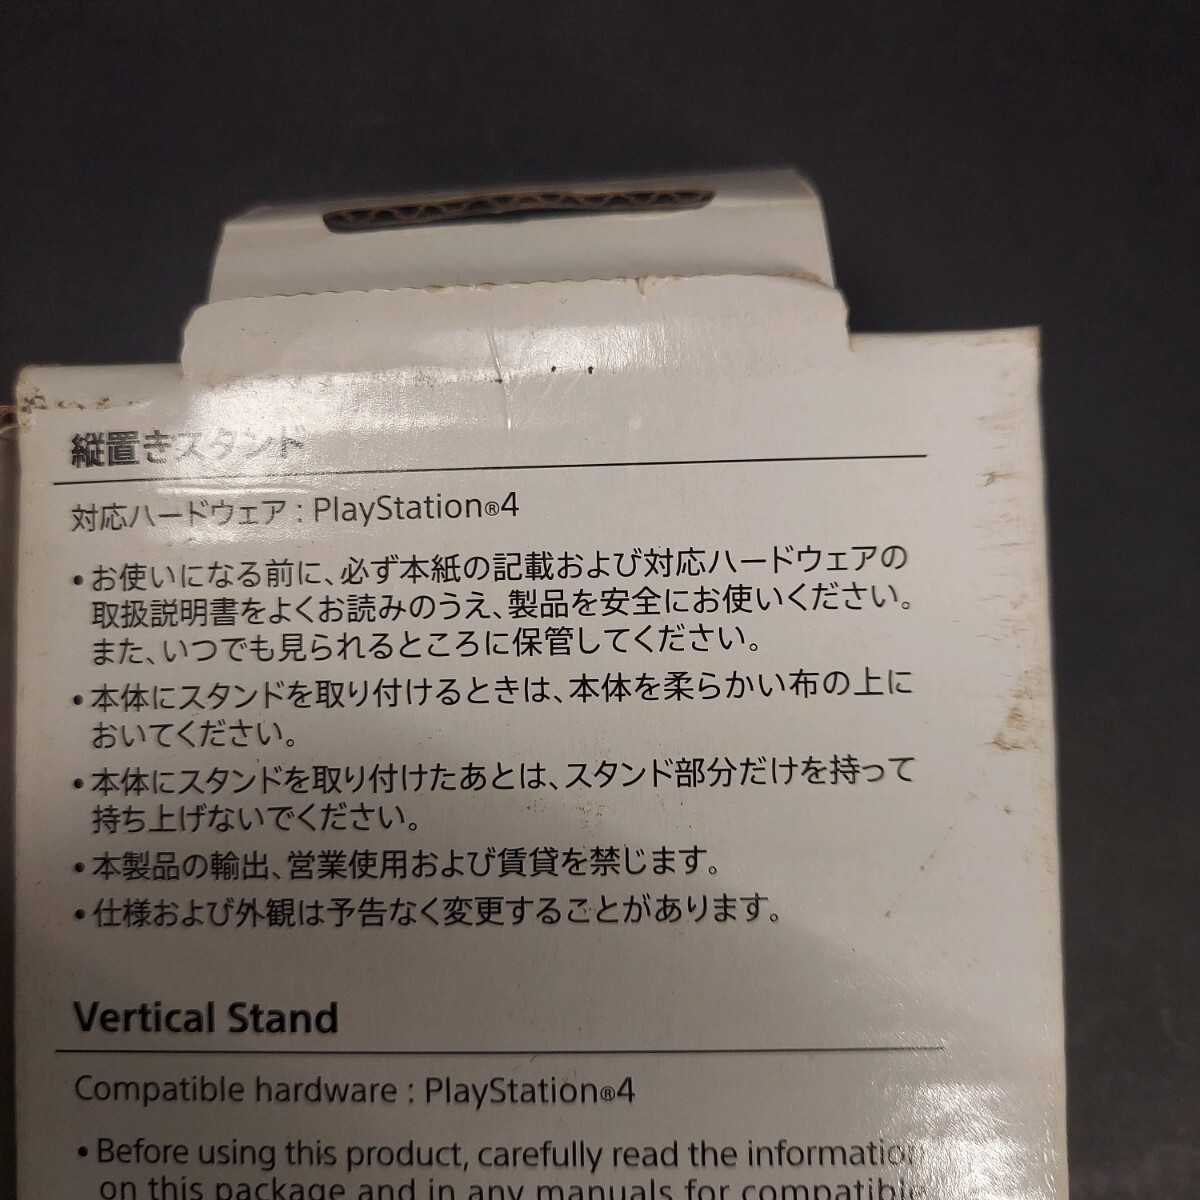 縦置きスタンド
対応ハードウェア : PlayStation®4
• お使いになる前に、必ず本紙の記載および対応ハードウェアの
取扱説明書をよくお読みのうえ、製品を安全にお使いください。
また、いつでも見られるところに保管してください。
• 本体にスタンドを取り付けるときは、本体を柔らかい布の上に
おいてください。
• 本体にスタンドを取り付けたあとは、スタンド部分だけを持って
持ち上げないでください。
• 本製品の輸出、営業使用および賃貸を禁じます。
• 仕様および外観は予告なく変更することがあります。
Vertical Stand
Compatible hardware : PlayStation®4
• Before using this product, carefully read the information
on this package and in any manuals for compatible